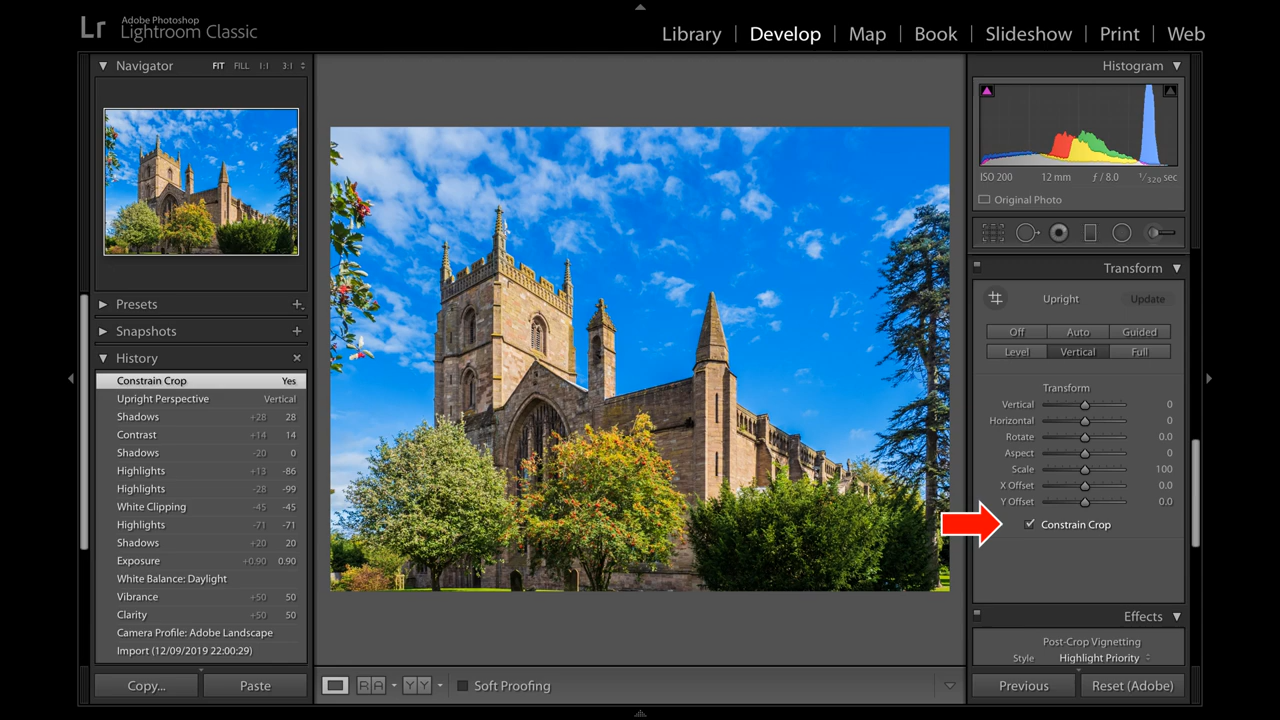 Lr
Adobe Photoshop
Lightroom Classic
Library | Develop | Map | Book | Slideshow | Print | Web
Navigator FIT FILL 1:1 3:1
Presets
Snapshots
History
Constrain Crop Yes
Upright Perspective Vertical
Shadows +28 28
Contrast +14 14
Shadows -20 0
Highlights +13 -86
Highlights -28 -99
White Clipping -45 -45
Highlights -71 -71
Shadows +20 20
Exposure +0.90 0.90
White Balance: Daylight
Vibrance +50 50
Clarity +50 50
Camera Profile: Adobe Landscape
Import (12/09/2019 22:00:29)
Copy... Paste
R A Y Y Soft Proofing
Histogram
ISO 200 12 mm ƒ / 8.0 1/320 sec
Original Photo
Transform
Upright Update
Off Auto Guided
Level Vertical Full
Transform
Vertical 0
Horizontal 0
Rotate 0.0
Aspect 0
Scale 100
X Offset 0.0
Y Offset 0.0
Constrain Crop
Effects
Post-Crop Vignetting
Style Highlight Priority
Previous Reset (Adobe)